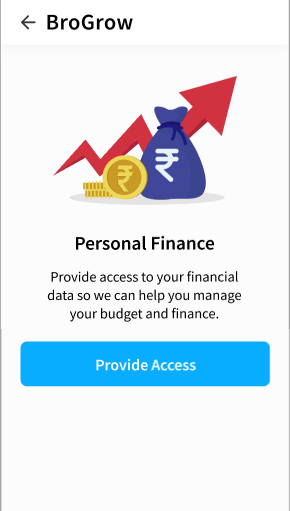 BroGrow
₹
₹
Personal Finance
Provide access to your financial
data so we can help you manage
your budget and finance.
Provide Access